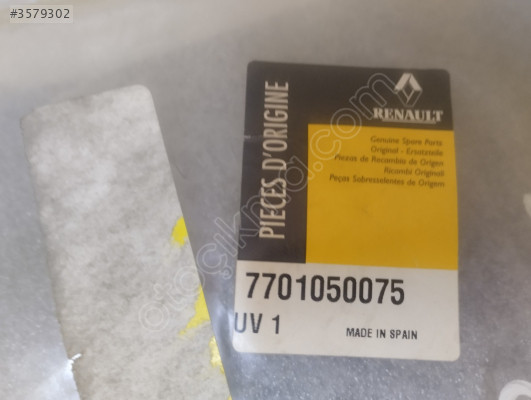 #3579302
PIECES D'ORIGINE
RENAULT
Genuine Spare Parts
Original - Ersatzteile
Piezas de Recambio de Origen
Ricambi Originali
Peças Sobresselentes de Origem
7701050075
UV 1
MADE IN SPAIN
otocikma.com